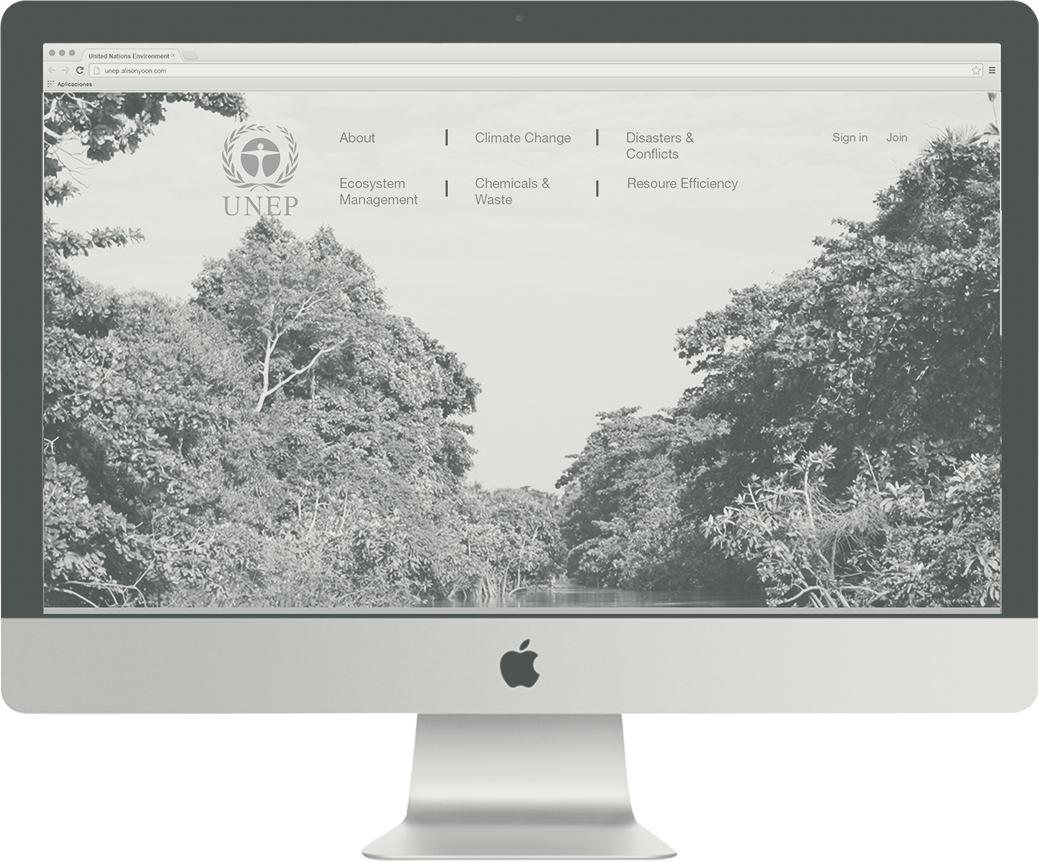 United Nations Environment
unep.alisonyoon.com
Aplicaciones
About
Climate Change
Disasters &
Conflicts
Sign in
Join
Ecosystem
Management
Chemicals &
Waste
Resoure Efficiency
UNEP